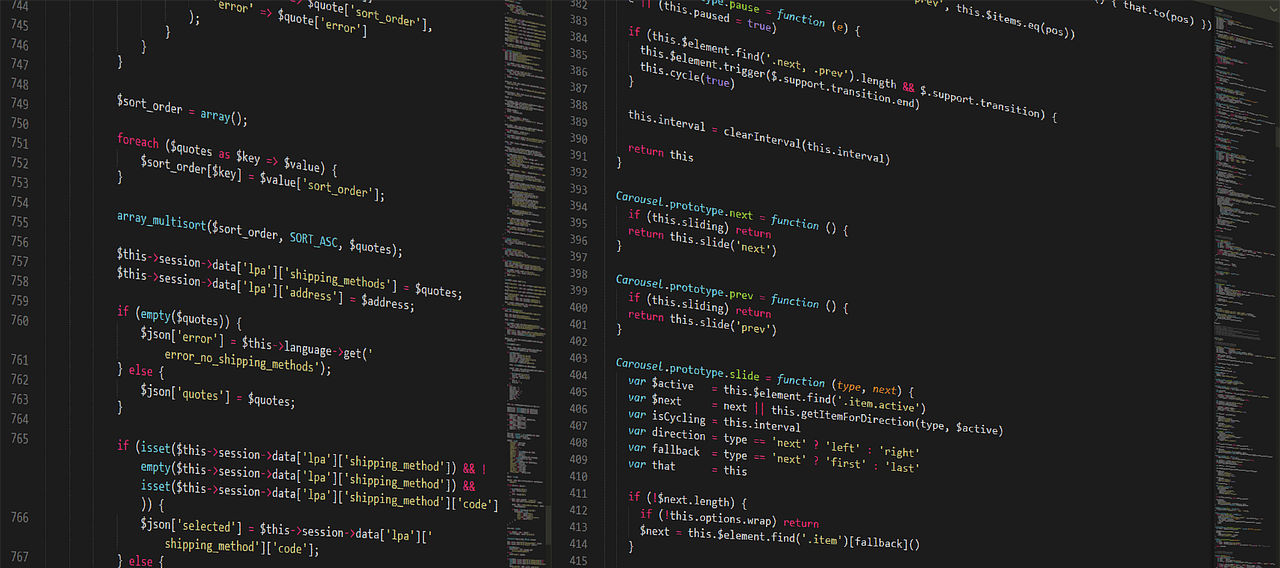 744
745
746
747
748
749
750
751
752
753
754
755
756
757
758
759
760
761
762
763
764
765
766
767
'error' => $quote['sort_order'],
=> $quote['error']
);
}
}
}
$sort_order = array();
foreach ($quotes as $key => $value) {
$sort_order[$key] = $value['sort_order'];
}
array_multisort($sort_order, SORT_ASC, $quotes);
$this->session->data['lpa']['shipping_methods'] = $quotes;
$this->session->data['lpa']['address'] = $address;
if (empty($quotes)) {
$json['error'] = $this->language->get('
error_no_shipping_methods');
} else {
$json['quotes'] = $quotes;
}
if (isset($this->session->data['lpa']['shipping_method']) && !
empty($this->session->data['lpa']['shipping_method']) &&
isset($this->session->data['lpa']['shipping_method']['code']
)) {
$json['selected'] = $this->session->data['lpa']['
shipping_method']['code'];
} else {
382
383
384
385
386
387
388
389
390
391
392
393
394
395
396
397
398
399
400
401
402
403
404
405
406
407
408
409
410
411
412
413
414
415
prev', this.$items.eq(pos))
{ that.to(pos) })
.pause = function (e) {
|| (this.paused = true)
if (this.$element.find('.next, .prev').length && $.support.transition) {
this.$element.trigger($.support.transition.end)
this.cycle(true)
}
this.interval = clearInterval(this.interval)
return this
}
Carousel.prototype.next = function () {
if (this.sliding) return
return this.slide('next')
}
Carousel.prototype.prev = function () {
if (this.sliding) return
return this.slide('prev')
}
Carousel.prototype.slide = function (type, next) {
var $active = this.$element.find('.item.active')
var $next = next || this.getItemForDirection(type, $active)
var isCycling = this.interval
var direction = type == 'next' ? 'left' : 'right'
var fallback = type == 'next' ? 'first' : 'last'
var that = this
if (!$next.length) {
if (!this.options.wrap) return
$next = this.$element.find('.item')[fallback]()
}